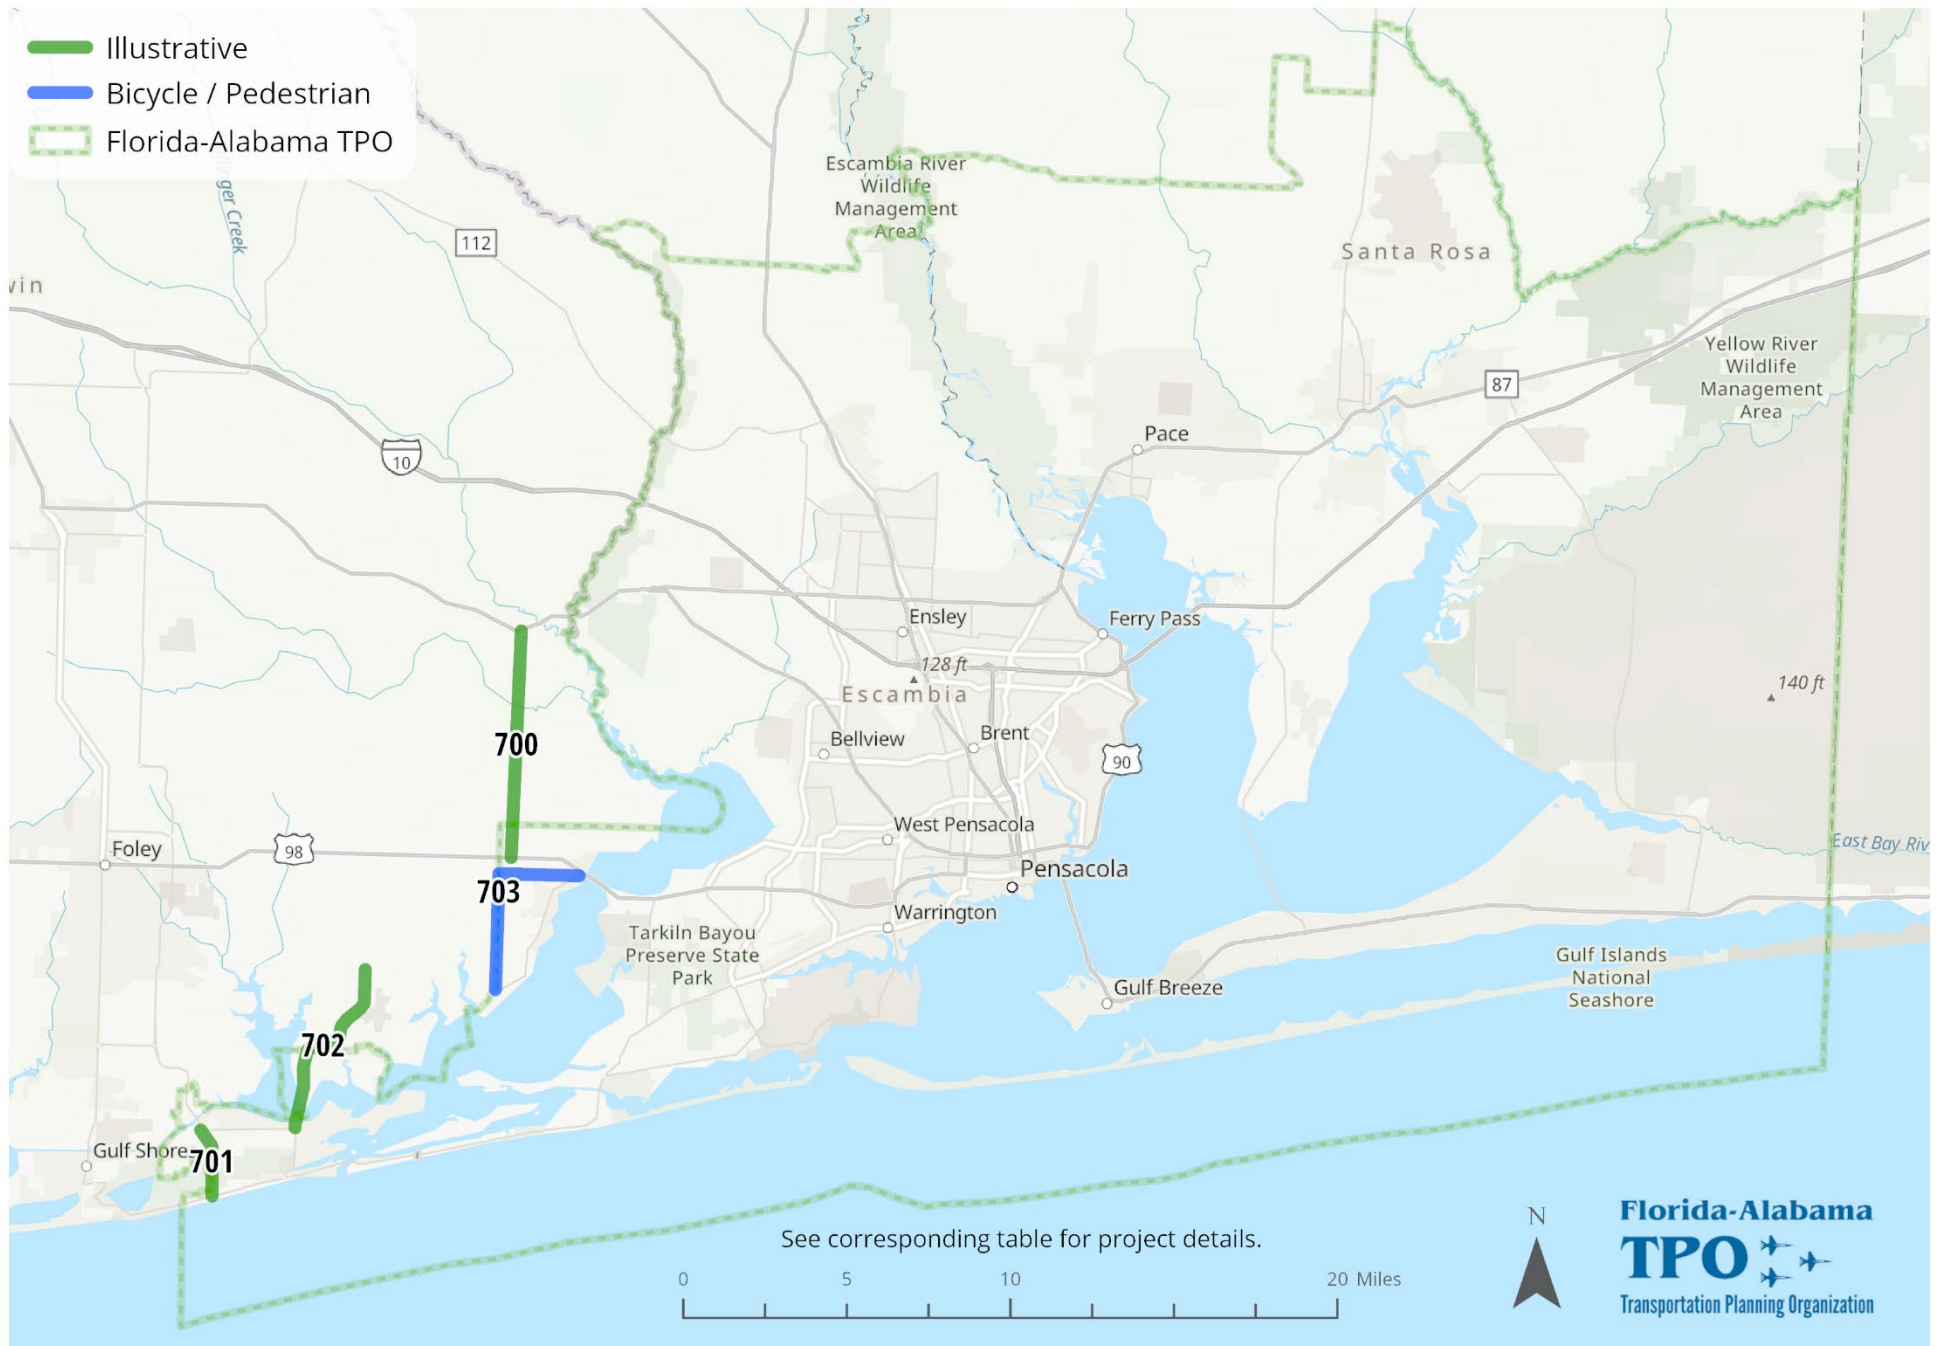 Illustrative
Bicycle / Pedestrian
Florida-Alabama TPO
Creek
Escambia River
Wildlife
Management
Area
112
Santa Rosa
Yellow River
Wildlife
Management
Area
87
Pace
10
Ensley
Ferry Pass
128 ft
Escambia
140 ft
700
Bellview
Brent
90
West Pensacola
Foley
98
East Bay
Pensacola
703
Warrington
Tarkiln Bayou
Preserve State
Park
Gulf Islands
National
Seashore
Gulf Breeze
702
Gulf Shore
701
See corresponding table for project details.
0 5 10 20 Miles
N
Florida-Alabama
TPO
Transportation Planning Organization